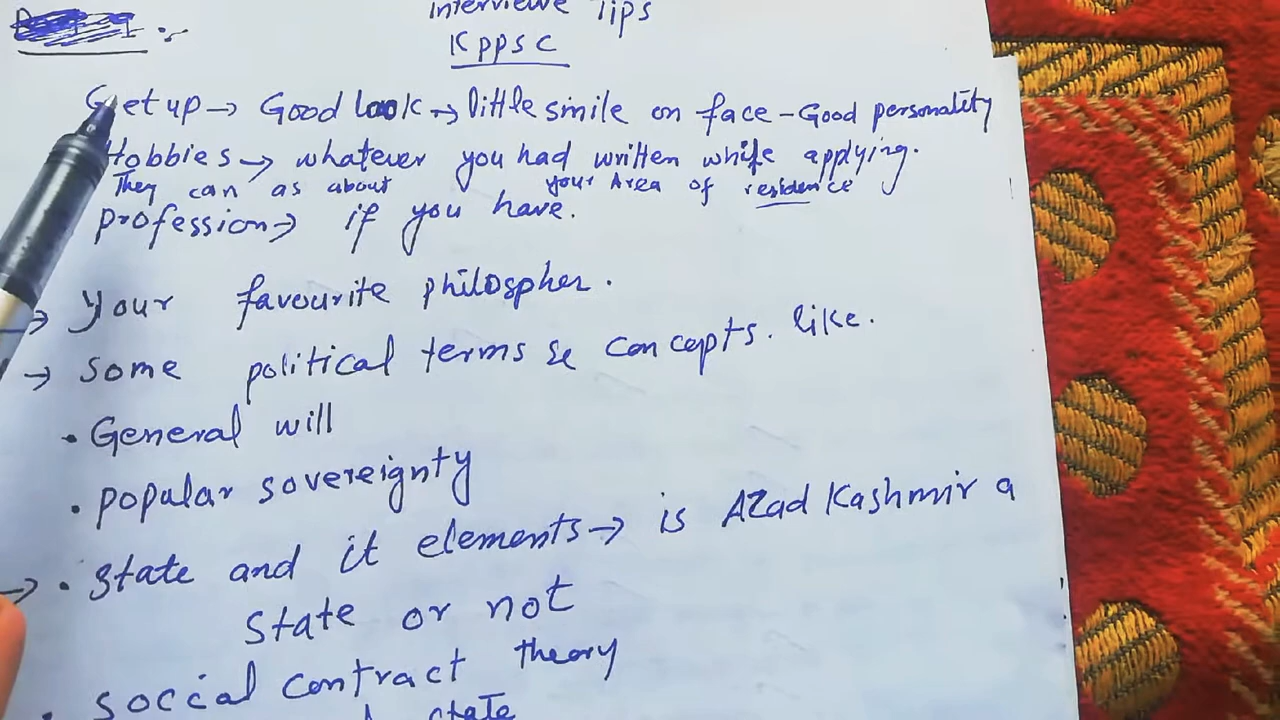 Interviewe Tips
KPPSC
Get up → Good look → little smile on face - Good personality
Hobbies → whatever you had written while applying.
They can as about your Area of residence
profession → if you have.
→ your favourite philospher.
→ Some political terms & concepts. like.
• General will
• popular sovereignty
→ • State and it elements → is Azad Kashmir a
State or not
• social contract theory
state